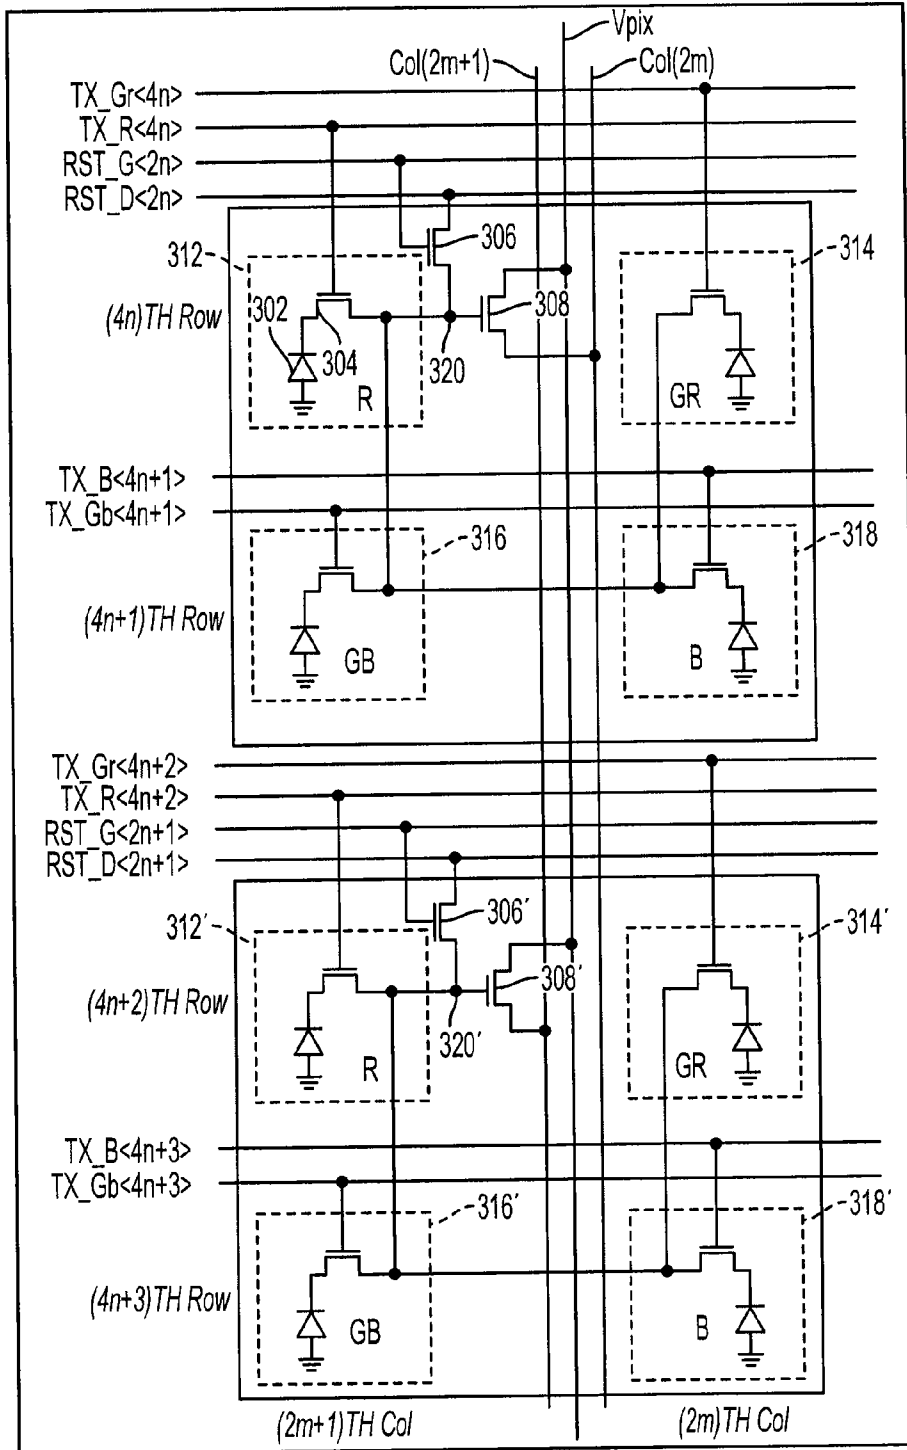 Vpix
Col(2m+1)
Col(2m)
TX_Gr<4n>
TX_R<4n>
RST_G<2n>
RST_D<2n>
312
306
314
(4n)TH Row
302
304
308
320
R
GR
TX_B<4n+1>
TX_Gb<4n+1>
316
318
(4n+1)TH Row
GB
B
TX_Gr<4n+2>
TX_R<4n+2>
RST_G<2n+1>
RST_D<2n+1>
312′
306′
314′
(4n+2)TH Row
308′
320′
R
GR
TX_B<4n+3>
TX_Gb<4n+3>
316′
318′
(4n+3)TH Row
GB
B
(2m+1)TH Col
(2m)TH Col